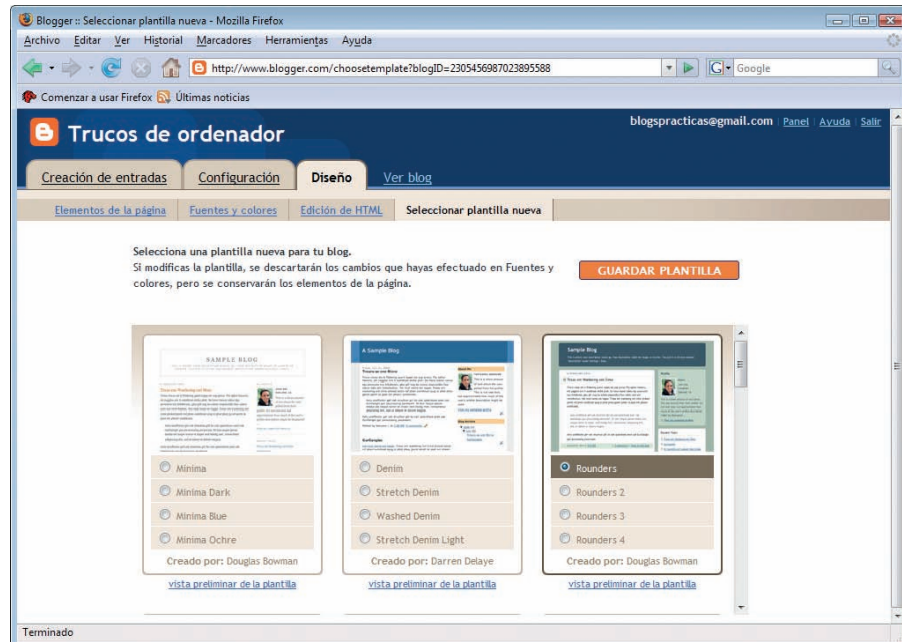 Blogger :: Seleccionar plantilla nueva - Mozilla Firefox
Archivo Editar Ver Historial Marcadores Herramientas Ayuda
http://www.blogger.com/choosetemplate?blogID=2305456987023895588
G Google
Comenzar a usar Firefox Últimas noticias
Trucos de ordenador
blogspracticas@gmail.com Panel Ayuda Salir
Creación de entradas Configuración Diseño Ver blog
Elementos de la página Fuentes y colores Edición de HTML Seleccionar plantilla nueva
Selecciona una plantilla nueva para tu blog.
Si modificas la plantilla, se descartarán los cambios que hayas efectuado en Fuentes y
colores, pero se conservarán los elementos de la página.
GUARDAR PLANTILLA
SAMPLE BLOG
Minima
Minima Dark
Minima Blue
Minima Ochre
Creado por: Douglas Bowman
vista preliminar de la plantilla
A Sample Blog
Denim
Stretch Denim
Washed Denim
Stretch Denim Light
Creado por: Darren Delaye
vista preliminar de la plantilla
Sample Blog
Rounders
Rounders 2
Rounders 3
Rounders 4
Creado por: Douglas Bowman
vista preliminar de la plantilla
Terminado